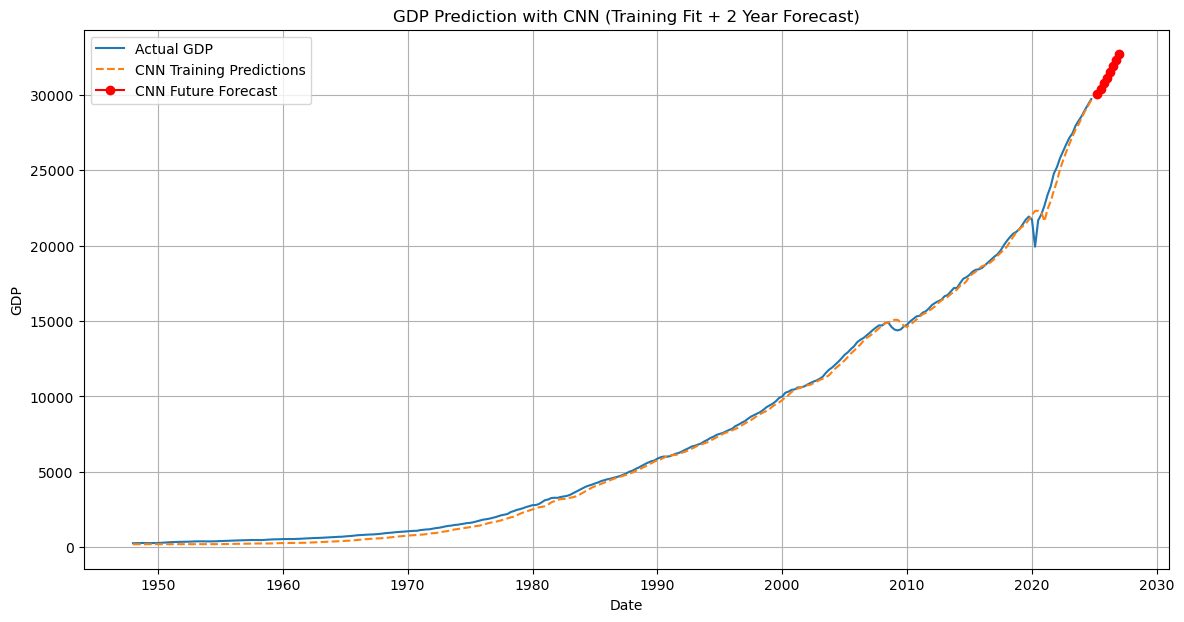 GDP Prediction with CNN (Training Fit + 2 Year Forecast)
Actual GDP
CNN Training Predictions
CNN Future Forecast
30000
25000
20000
15000
10000
5000
0
GDP
1950 1960 1970 1980 1990 2000 2010 2020 2030
Date